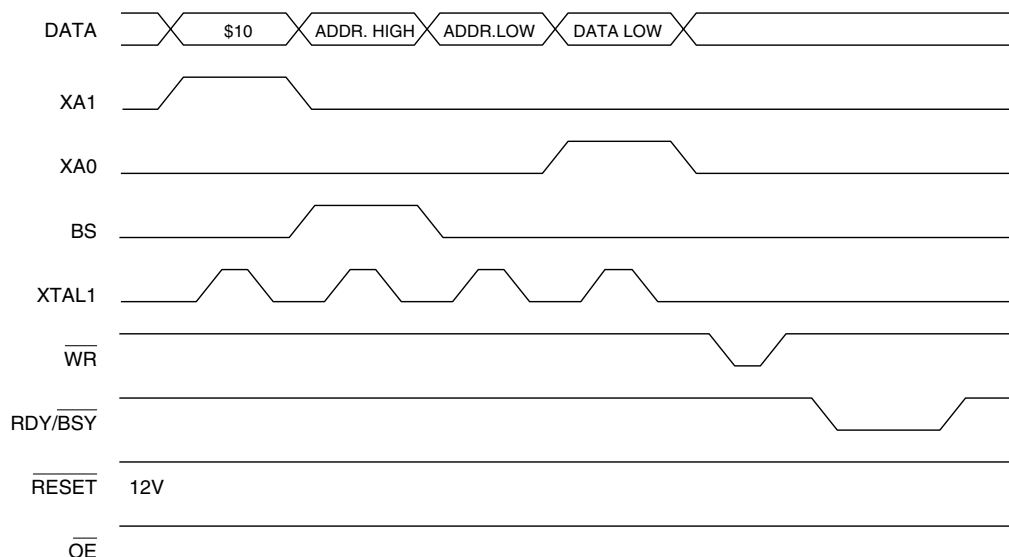 DATA $10 ADDR. HIGH ADDR.LOW DATA LOW
XA1
XA0
BS
XTAL1
WR
RDY/BSY
RESET 12V
OE